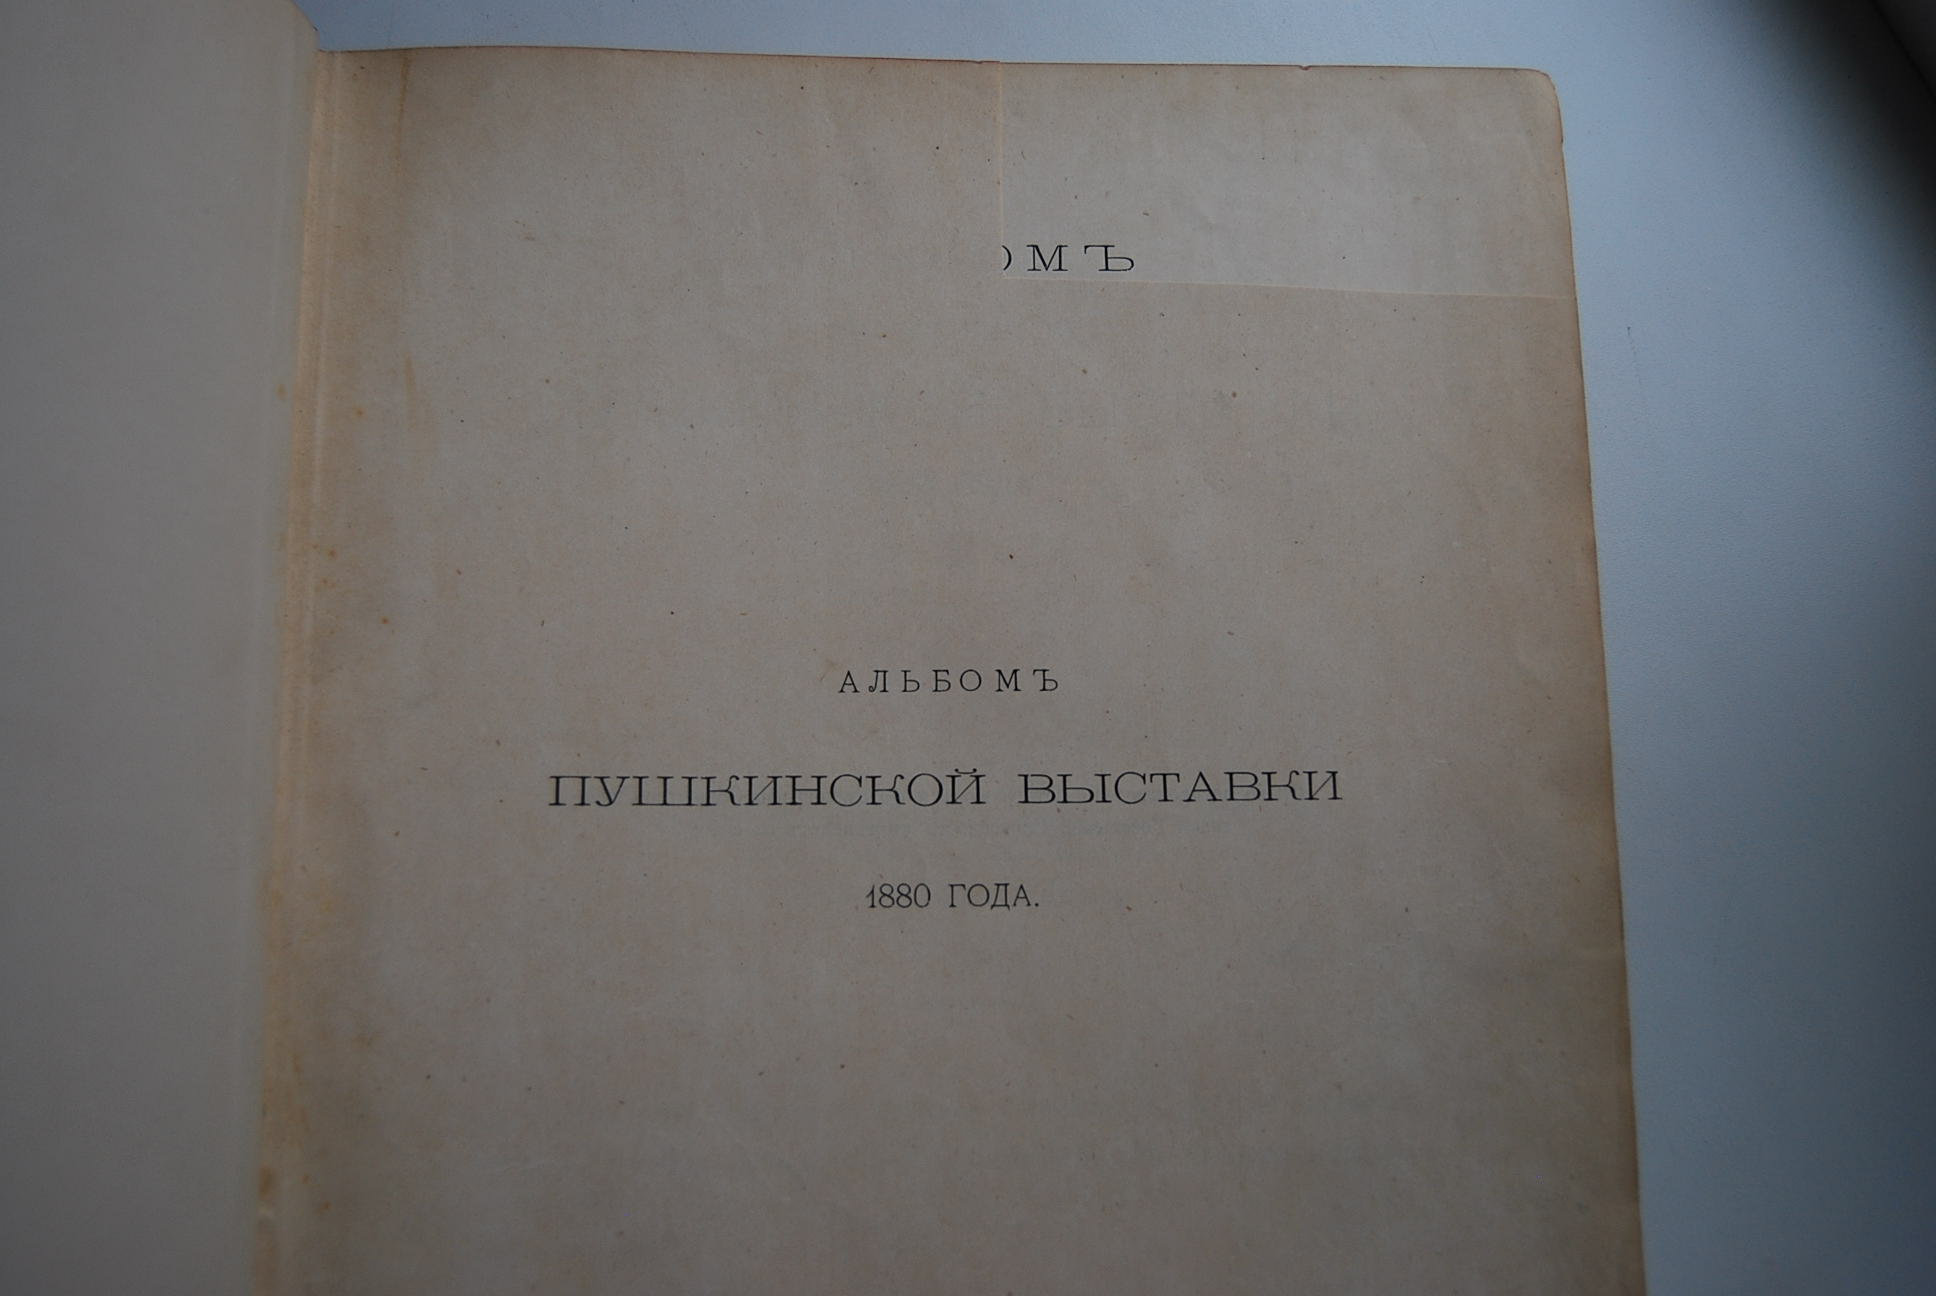 ОМЪ
АЛЬБОМЪ
ПУШКИНСКОЙ ВЫСТАВКИ
1880 ГОДА.